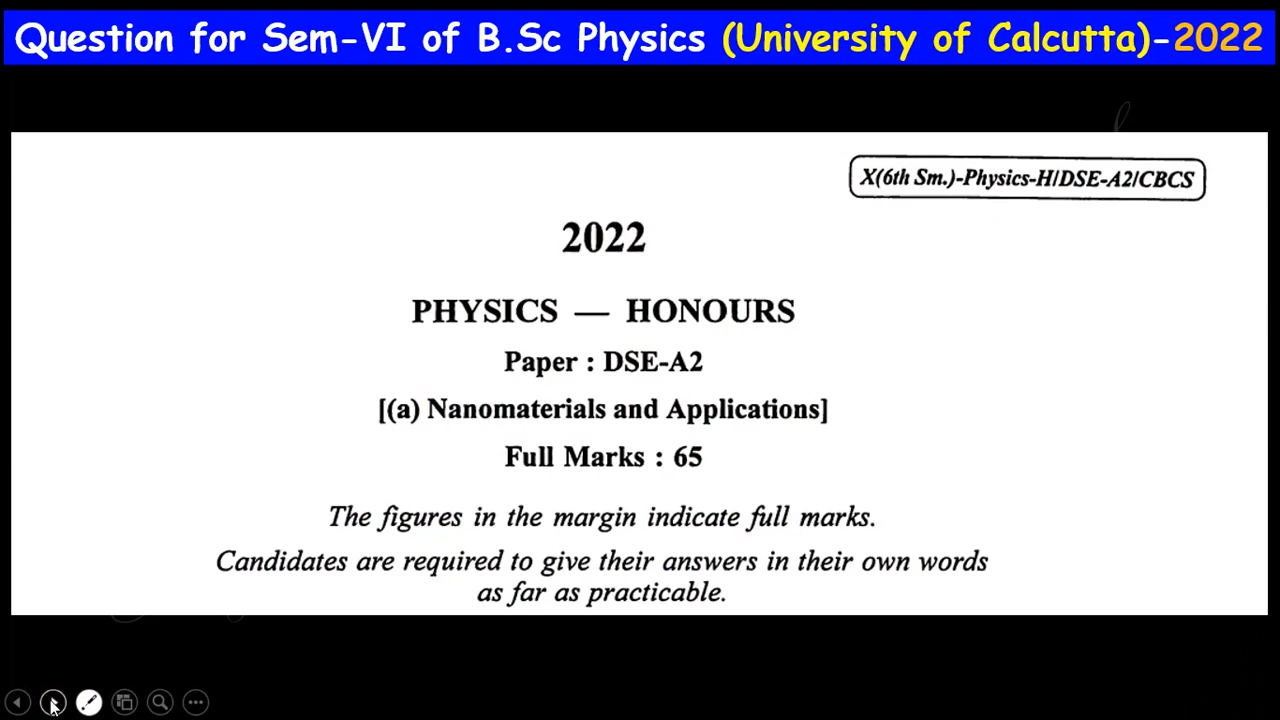 Question for Sem-VI of B.Sc Physics (University of Calcutta)-2022
X(6th Sm.)-Physics-H/DSE-A2/CBCS
2022
PHYSICS — HONOURS
Paper : DSE-A2
[(a) Nanomaterials and Applications]
Full Marks : 65
The figures in the margin indicate full marks.
Candidates are required to give their answers in their own words
as far as practicable.